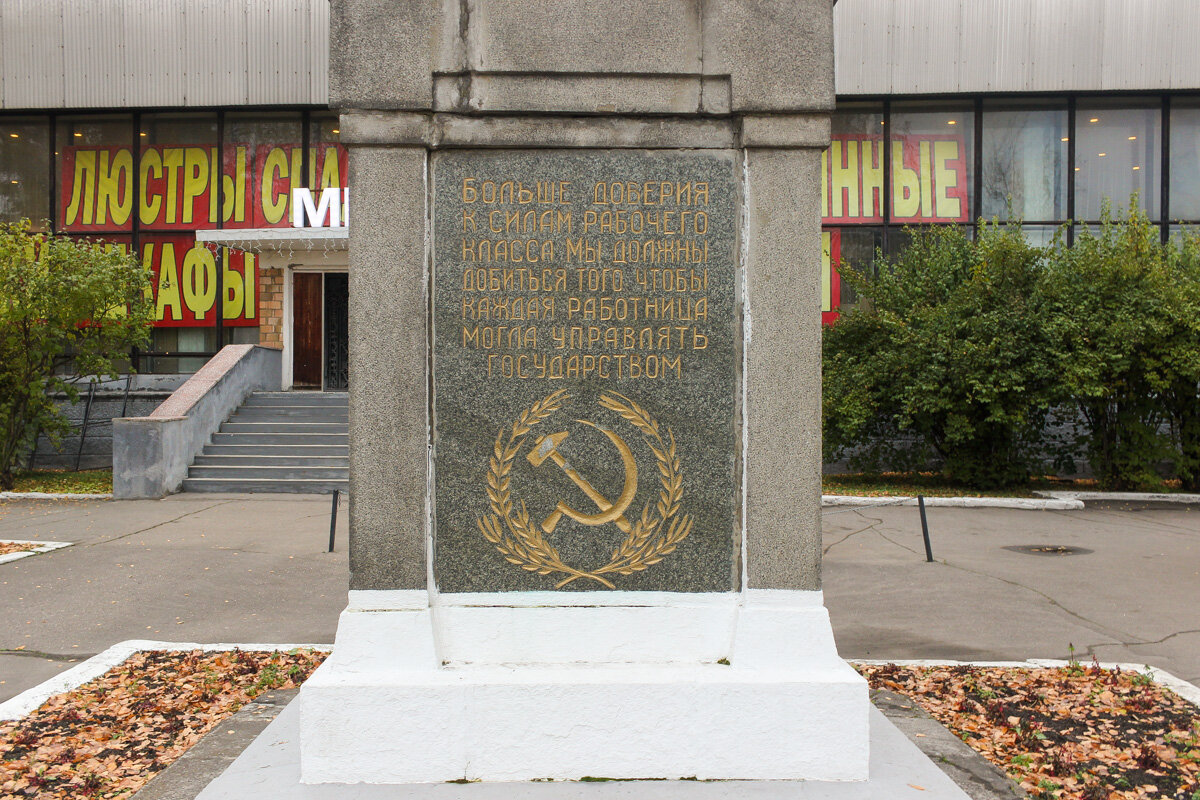 ЛЮСТРЫ
М
ШКАФЫ
БОЛЬШЕ ДОВЕРИЯ
К СИЛАМ РАБОЧЕГО
КЛАССА МЫ ДОЛЖНЫ
ДОБИТЬСЯ ТОГО ЧТОБЫ
КАЖДАЯ РАБОТНИЦА
МОГЛА УПРАВЛЯТЬ
ГОСУДАРСТВОМ